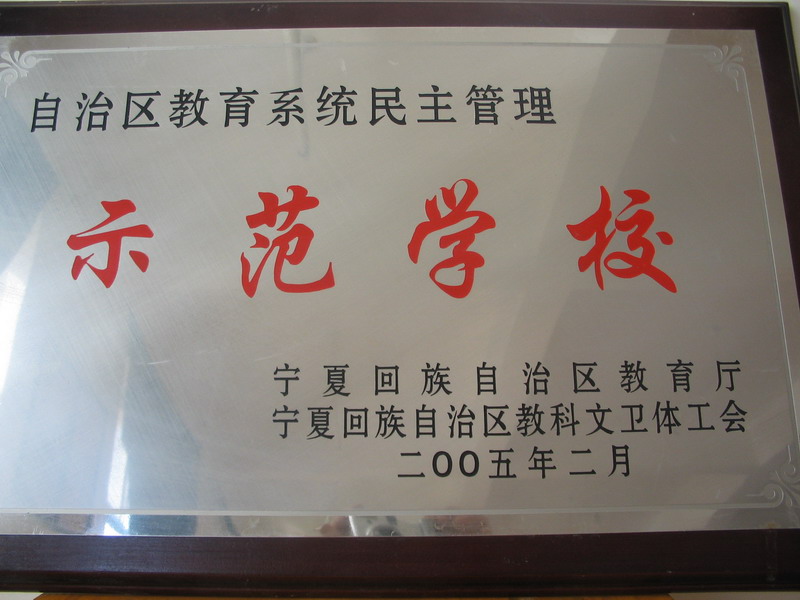 自治区教育系统民主管理
示范学校
宁夏回族自治区教育厅
宁夏回族自治区教科文卫体工会
二00五年二月